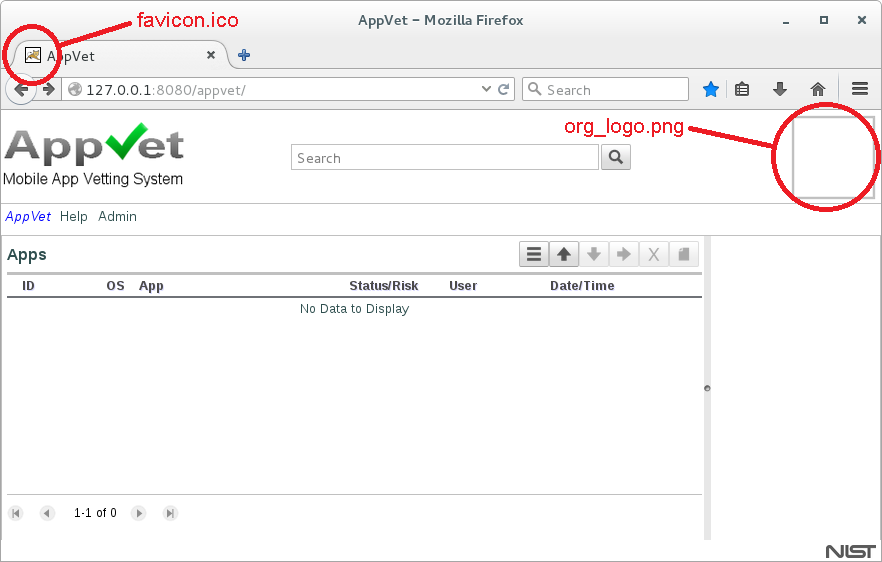 favicon.ico
AppVet - Mozilla Firefox
AppVet
127.0.0.1:8080/appvet/
Search
org_logo.png
AppVet
Mobile App Vetting System
Search
AppVet Help Admin
Apps
X
ID OS App Status/Risk User Date/Time
No Data to Display
1-1 of 0
NIST